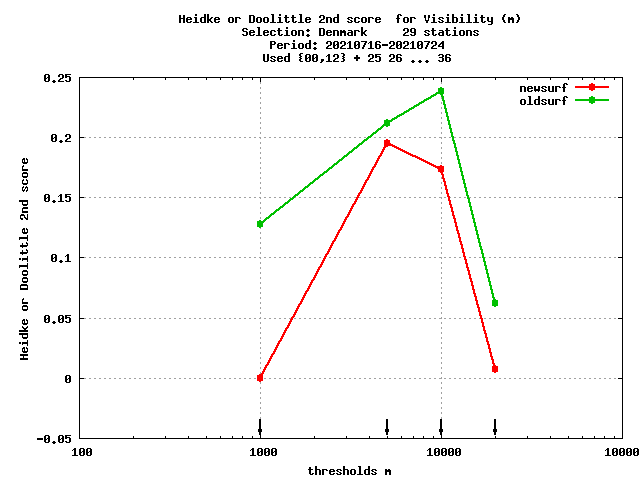 Heidke or Doolittle 2nd score  for Visibility (m)
Selection: Denmark     29 stations
Period: 20210716-20210724
Used {00,12} + 25 26 ... 36
newsurf
oldsurf
Heidke or Doolittle 2nd score
0.25
0.2
0.15
0.1
0.05
0
-0.05
100 1000 10000 10000
thresholds m